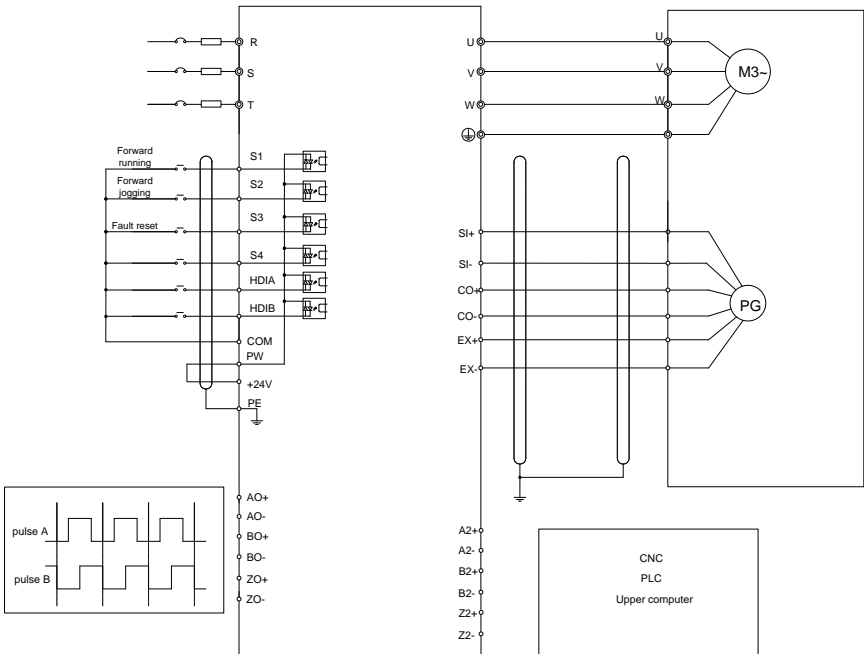 R
S
T
U
V
W
U
V
W
M3~
Forward
running
Forward
jogging
Fault reset
S1
S2
S3
S4
HDIA
HDIB
COM
PW
+24V
PE
SI+
SI-
CO+
CO-
EX+
EX-
PG
pulse A
pulse B
AO+
AO-
BO+
BO-
ZO+
ZO-
A2+
A2-
B2+
B2-
Z2+
Z2-
CNC
PLC
Upper computer